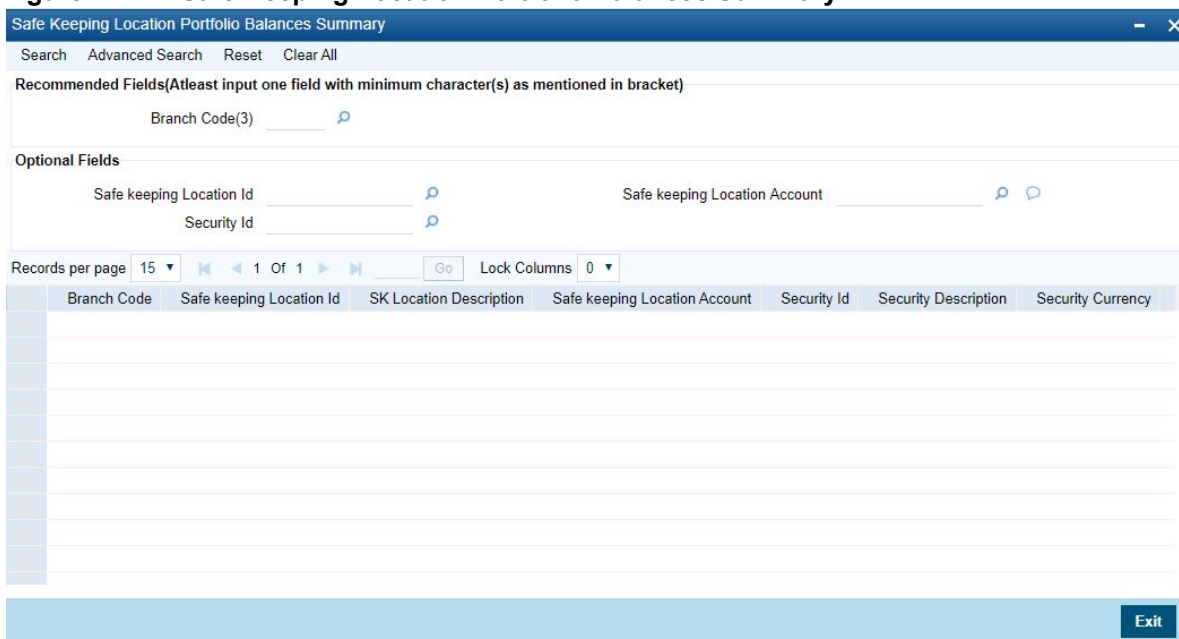 Safe Keeping Location Portfolio Balances Summary
Search Advanced Search Reset Clear All
Recommended Fields(Atleast input one field with minimum character(s) as mentioned in bracket)
Branch Code(3)
Optional Fields
Safe keeping Location Id Safe keeping Location Account
Security Id
Records per page 15 1 Of 1 Go Lock Columns 0
Branch Code Safe keeping Location Id SK Location Description Safe keeping Location Account Security Id Security Description Security Currency
Exit